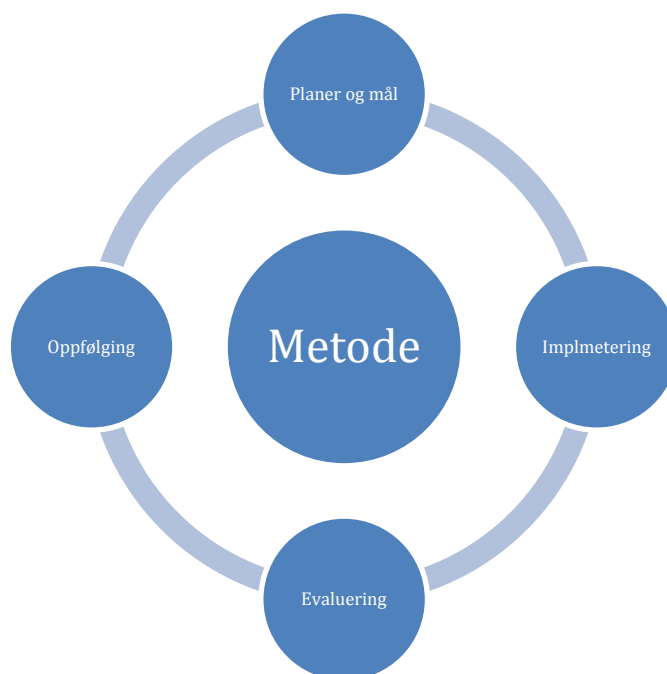 Planer og mål
Oppfølging
Metode
Implmetering
Evaluering